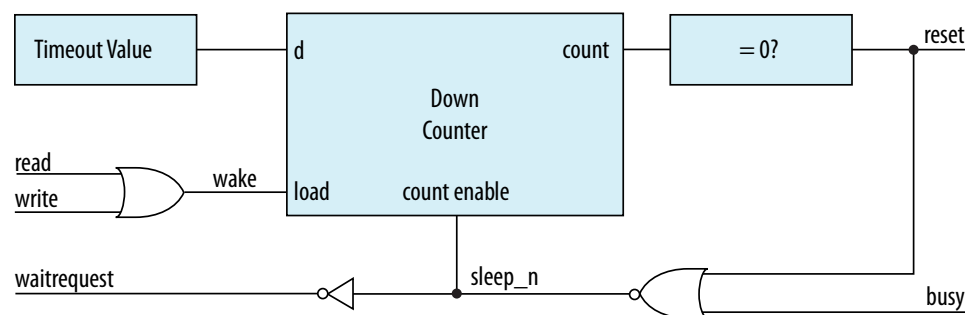 Timeout Value
d
count
= 0?
reset
Down
Counter
read
write
wake
load
count enable
waitrequest
sleep_n
busy